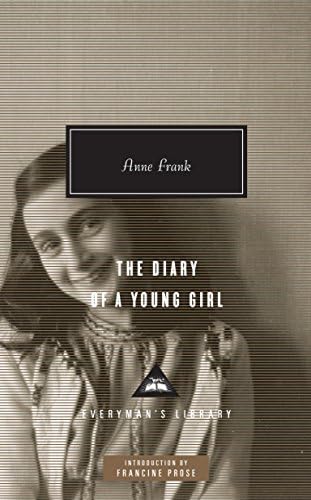 Anne Frank
THE DIARY
OF A YOUNG GIRL
EVERYMAN'S LIBRARY
INTRODUCTION BY
FRANCINE PROSE